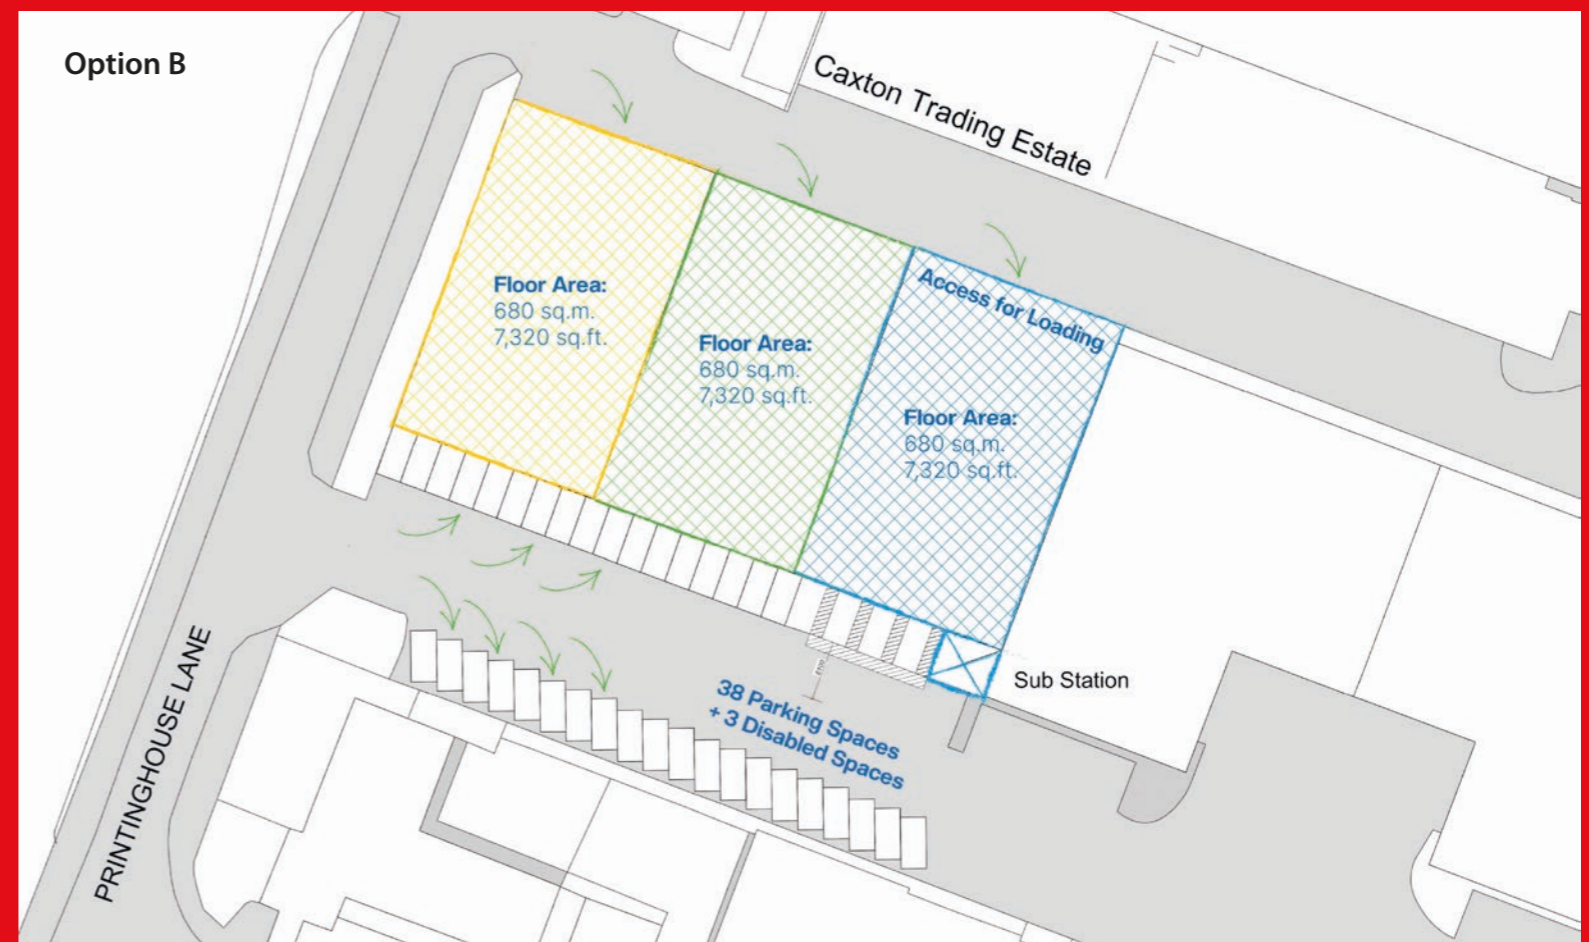 Option B
Caxton Trading Estate
Access for Loading
Floor Area:
680 sq.m.
7,320 sq.ft.
Floor Area:
680 sq.m.
7,320 sq.ft.
Floor Area:
680 sq.m.
7,320 sq.ft.
PRINTINGHOUSE LANE
Sub Station
38 Parking Spaces
+ 3 Disabled Spaces